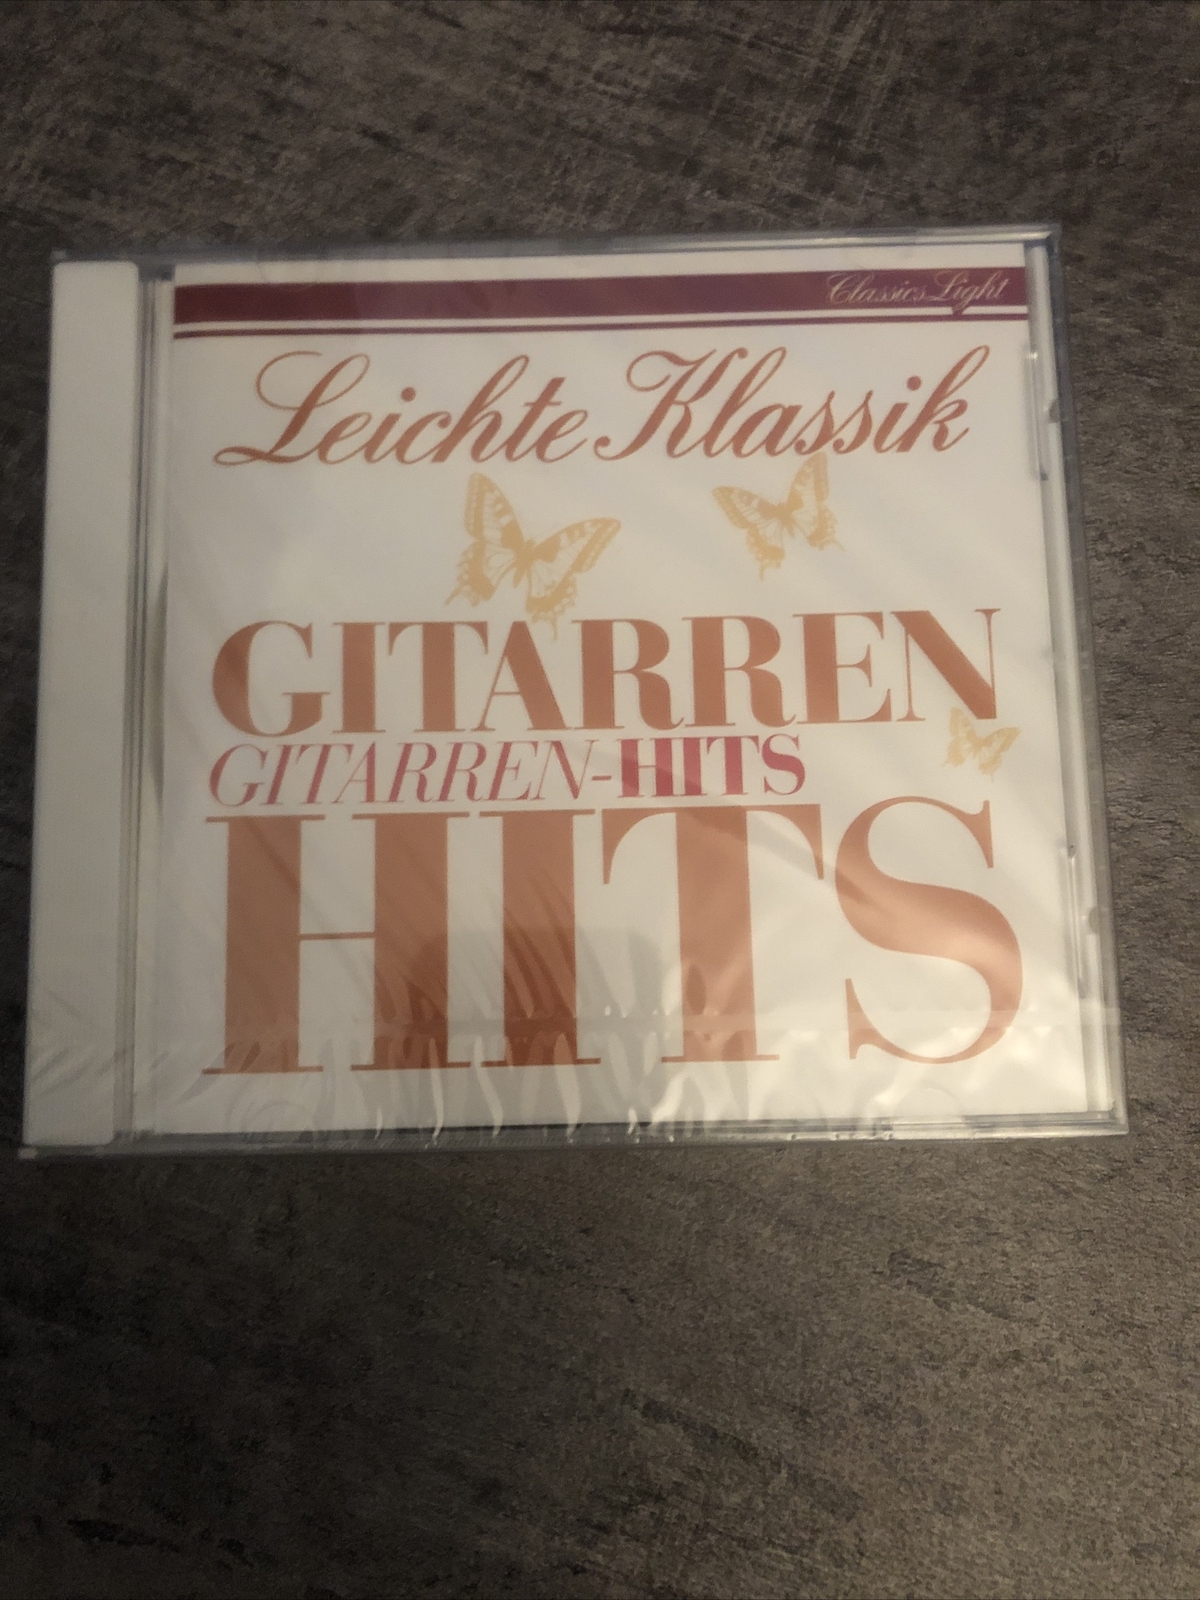 Classics Light
Leichte Klassik
GITARREN
GITARREN-HITS
HITS